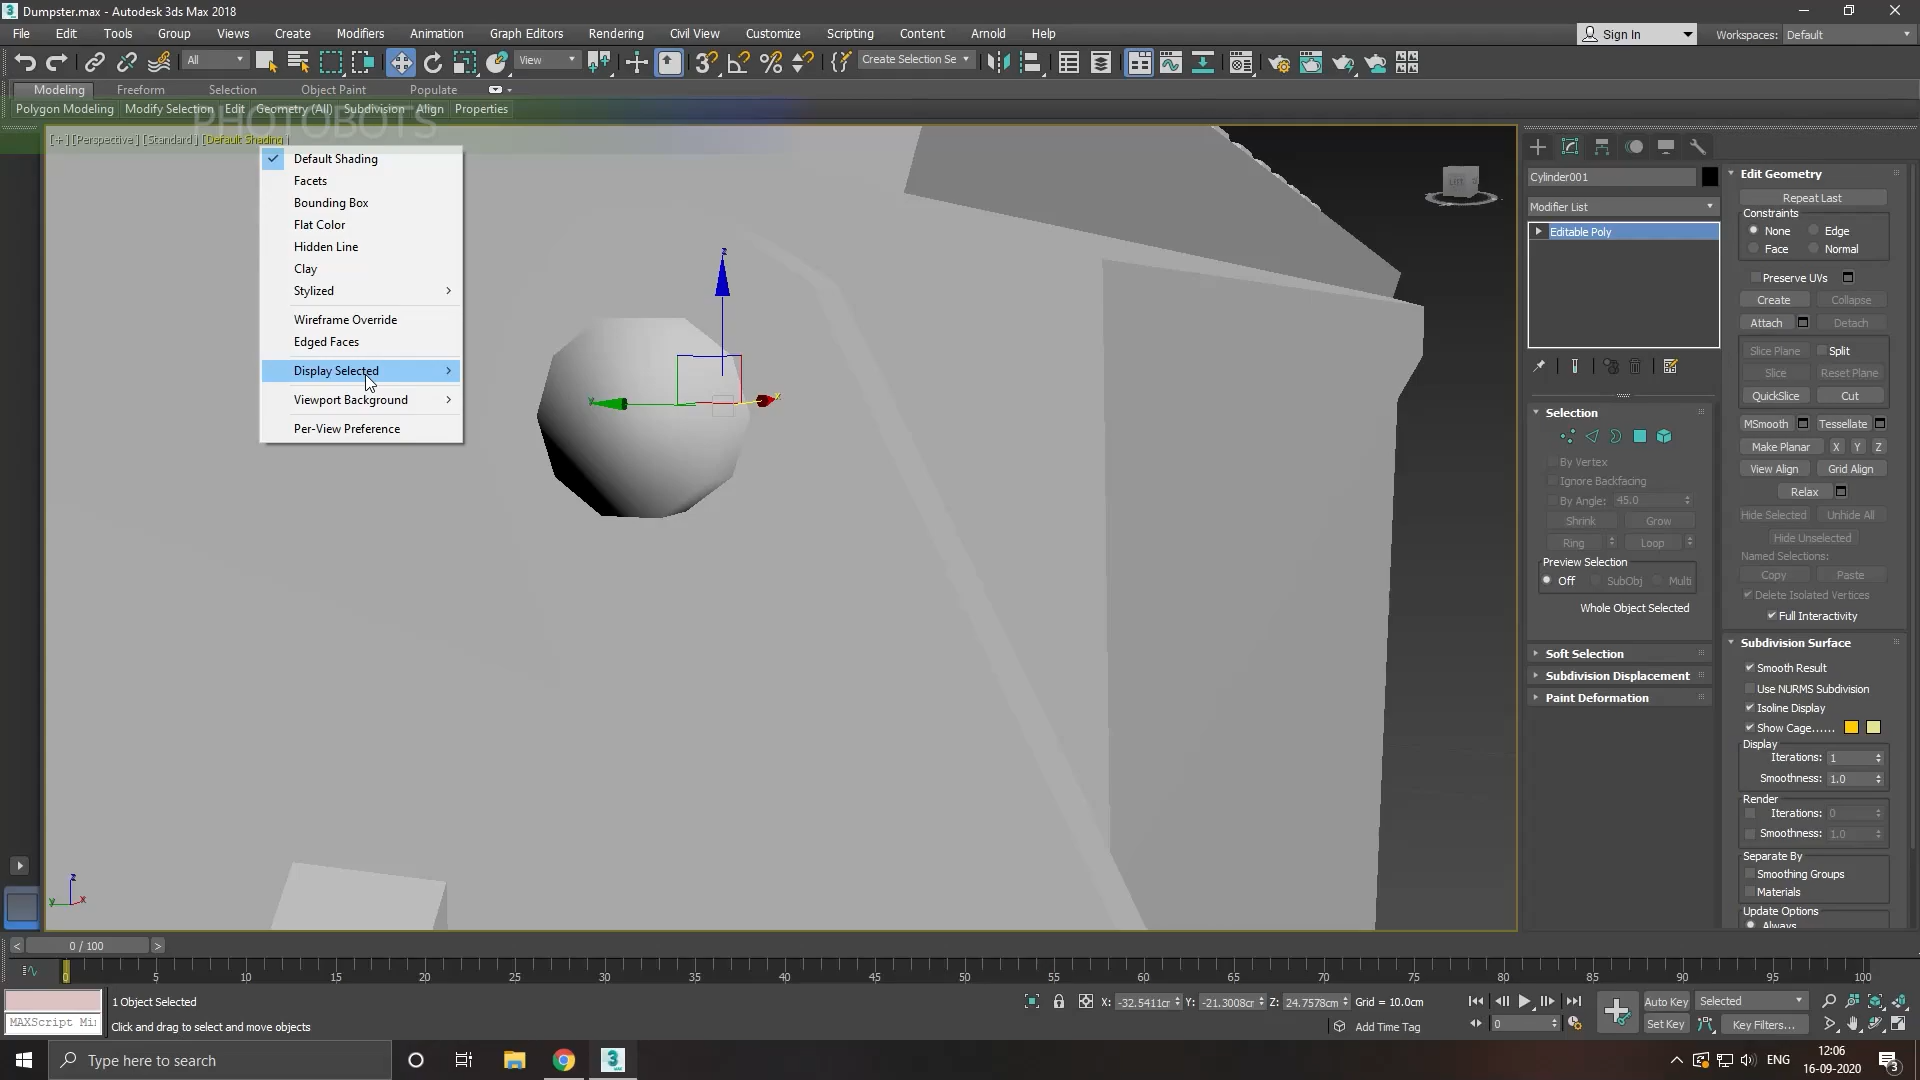 Dumpster.max - Autodesk 3ds Max 2018
File Edit Tools Group Views Create Modifiers Animation Graph Editors Rendering Civil View Customize Scripting Content Arnold Help
Sign In Workspaces: Default
All View Create Selection Se
Modeling Freeform Selection Object Paint Populate
Polygon Modeling Modify Selection Edit Geometry (All) Subdivision Align Properties
PHOTOBOTS
[+] [Perspective] [Standard] [Default Shading]
Default Shading
Facets
Bounding Box
Flat Color
Hidden Line
Clay
Stylized
Wireframe Override
Edged Faces
Display Selected
Viewport Background
Per-View Preference
z
y
x
z
y x
Cylinder001
Modifier List
Editable Poly
Selection
By Vertex
Ignore Backfacing
By Angle: 45.0
Shrink Grow
Ring Loop
Preview Selection
Off SubObj Multi
Whole Object Selected
Soft Selection
Subdivision Displacement
Paint Deformation
Edit Geometry
Repeat Last
Constraints
None Edge
Face Normal
Preserve UVs
Create Collapse
Attach Detach
Slice Plane Split
Slice Reset Plane
QuickSlice Cut
MSmooth Tessellate
Make Planar X Y Z
View Align Grid Align
Relax
Hide Selected Unhide All
Hide Unselected
Named Selections:
Copy Paste
Delete Isolated Vertices
Full Interactivity
Subdivision Surface
Smooth Result
Use NURMS Subdivision
Isoline Display
Show Cage......
Display
Iterations: 1
Smoothness: 1.0
Render
Iterations: 0
Smoothness: 1.0
Separate By
Smoothing Groups
Materials
Update Options
Always
< 0 / 100 >
0 5 10 15 20 25 30 35 40 45 50 55 60 65 70 75 80 85 90 95 100
1 Object Selected
X: -32.5411cr Y: -21.3008cr Z: 24.7578cm Grid = 10.0cm
Auto Key Selected
MAXScript Mi
Click and drag to select and move objects
Add Time Tag
0
Set Key Key Filters...
Type here to search
3
ENG
12:06
16-09-2020
3